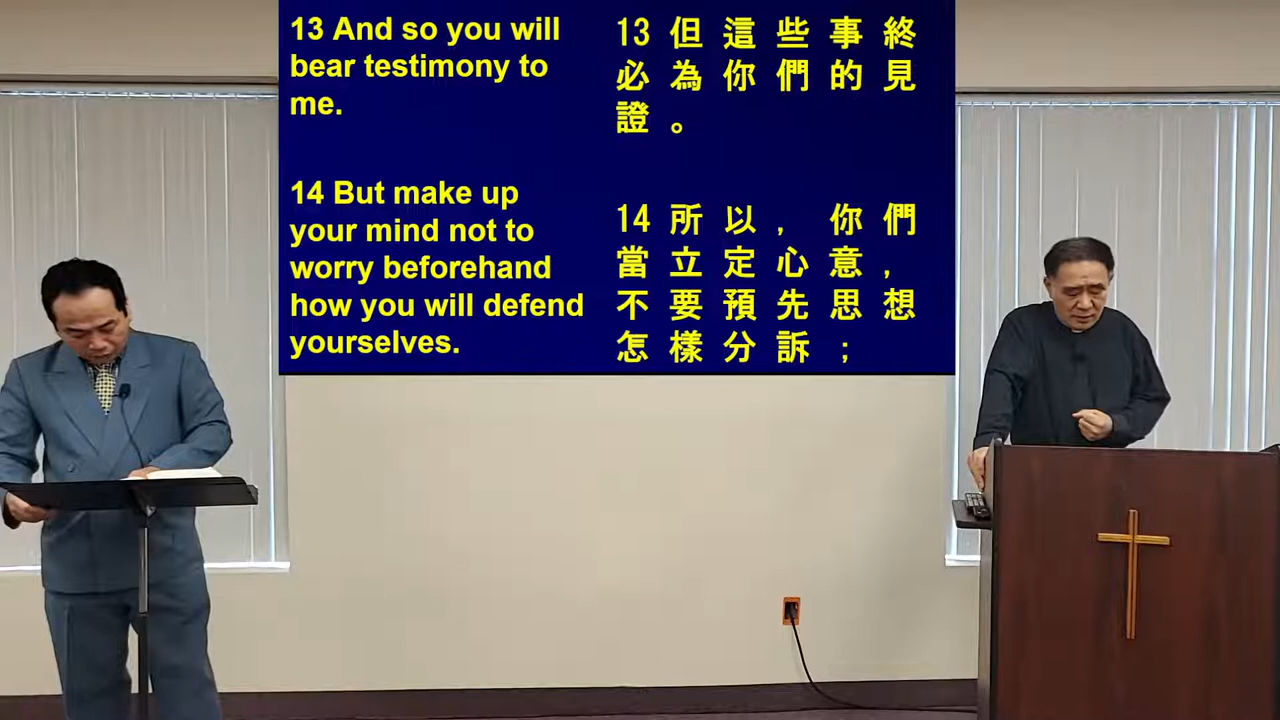 13 And so you will
bear testimony to
me.
14 But make up
your mind not to
worry beforehand
how you will defend
yourselves.
13 但這些事終
必為你們的見
證。
14 所以，你們
當立定心意，
不要預先思想
怎樣分訴；